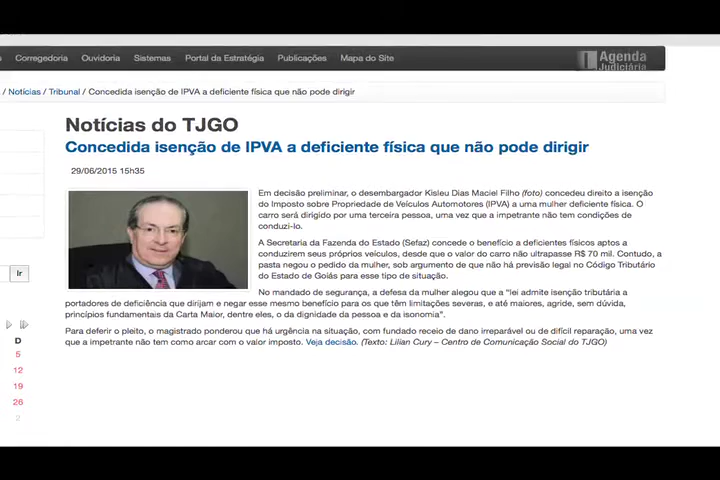 Corregedoria Ouvidoria Sistemas Portal da Estratégia Publicações Mapa do Site
Agenda
Judiciária
/ Notícias / Tribunal / Concedida isenção de IPVA a deficiente física que não pode dirigir
Notícias do TJGO
Concedida isenção de IPVA a deficiente física que não pode dirigir
29/06/2015 15h35
Em decisão preliminar, o desembargador Kisleu Dias Maciel Filho (foto) concedeu direito a isenção
do Imposto sobre Propriedade de Veículos Automotores (IPVA) a uma mulher deficiente física. O
carro será dirigido por uma terceira pessoa, uma vez que a impetrante não tem condições de
conduzi-lo.
A Secretaria da Fazenda do Estado (Sefaz) concede o benefício a deficientes físicos aptos a
conduzirem seus próprios veículos, desde que o valor do carro não ultrapasse R$ 70 mil. Contudo, a
pasta negou o pedido da mulher, sob argumento de que não há previsão legal no Código Tributário
do Estado de Goiás para esse tipo de situação.
No mandado de segurança, a defesa da mulher alegou que a “lei admite isenção tributária a
portadores de deficiência que dirijam e negar esse mesmo benefício para os que têm limitações severas, e até maiores, agride, sem dúvida,
princípios fundamentais da Carta Maior, dentre eles, o da dignidade da pessoa e da isonomia”.
Para deferir o pleito, o magistrado ponderou que há urgência na situação, com fundado receio de dano irreparável ou de difícil reparação, uma vez
que a impetrante não tem como arcar com o valor imposto. Veja decisão. (Texto: Lilian Cury – Centro de Comunicação Social do TJGO)
Ir
D
5
12
19
26
2